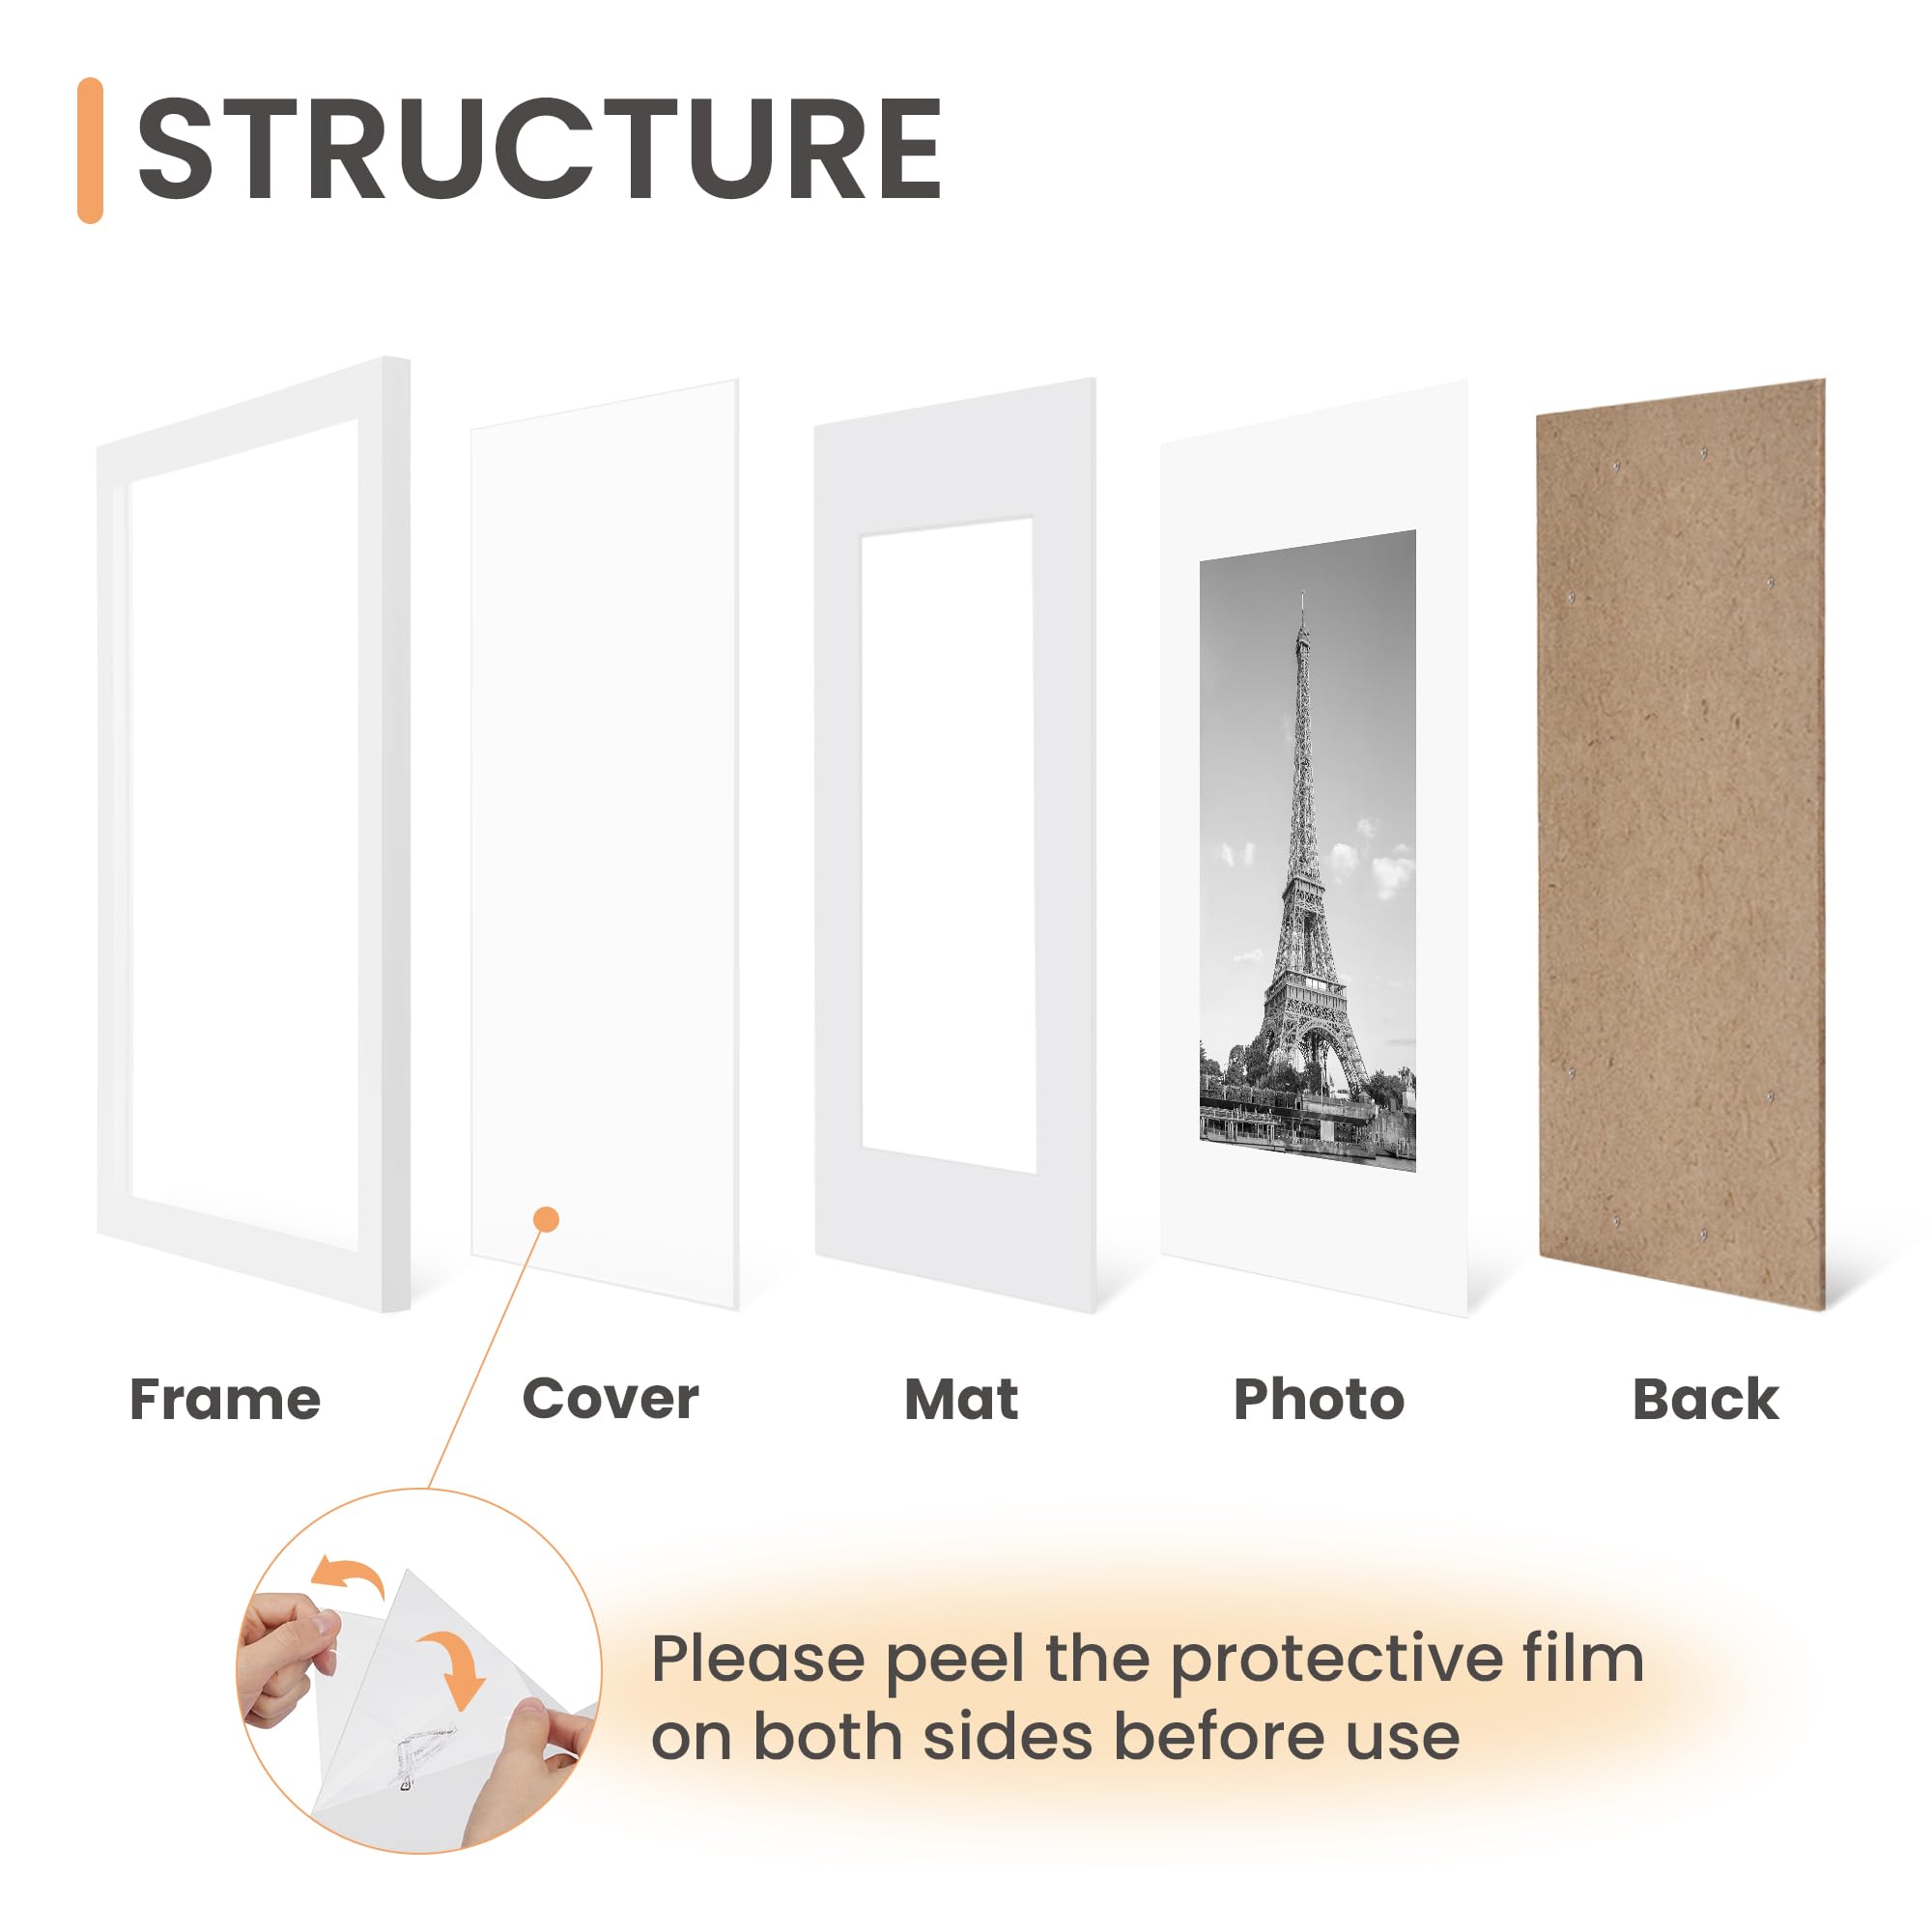 STRUCTURE
Frame
Cover
Mat
Photo
Back
Please peel the protective film
on both sides before use